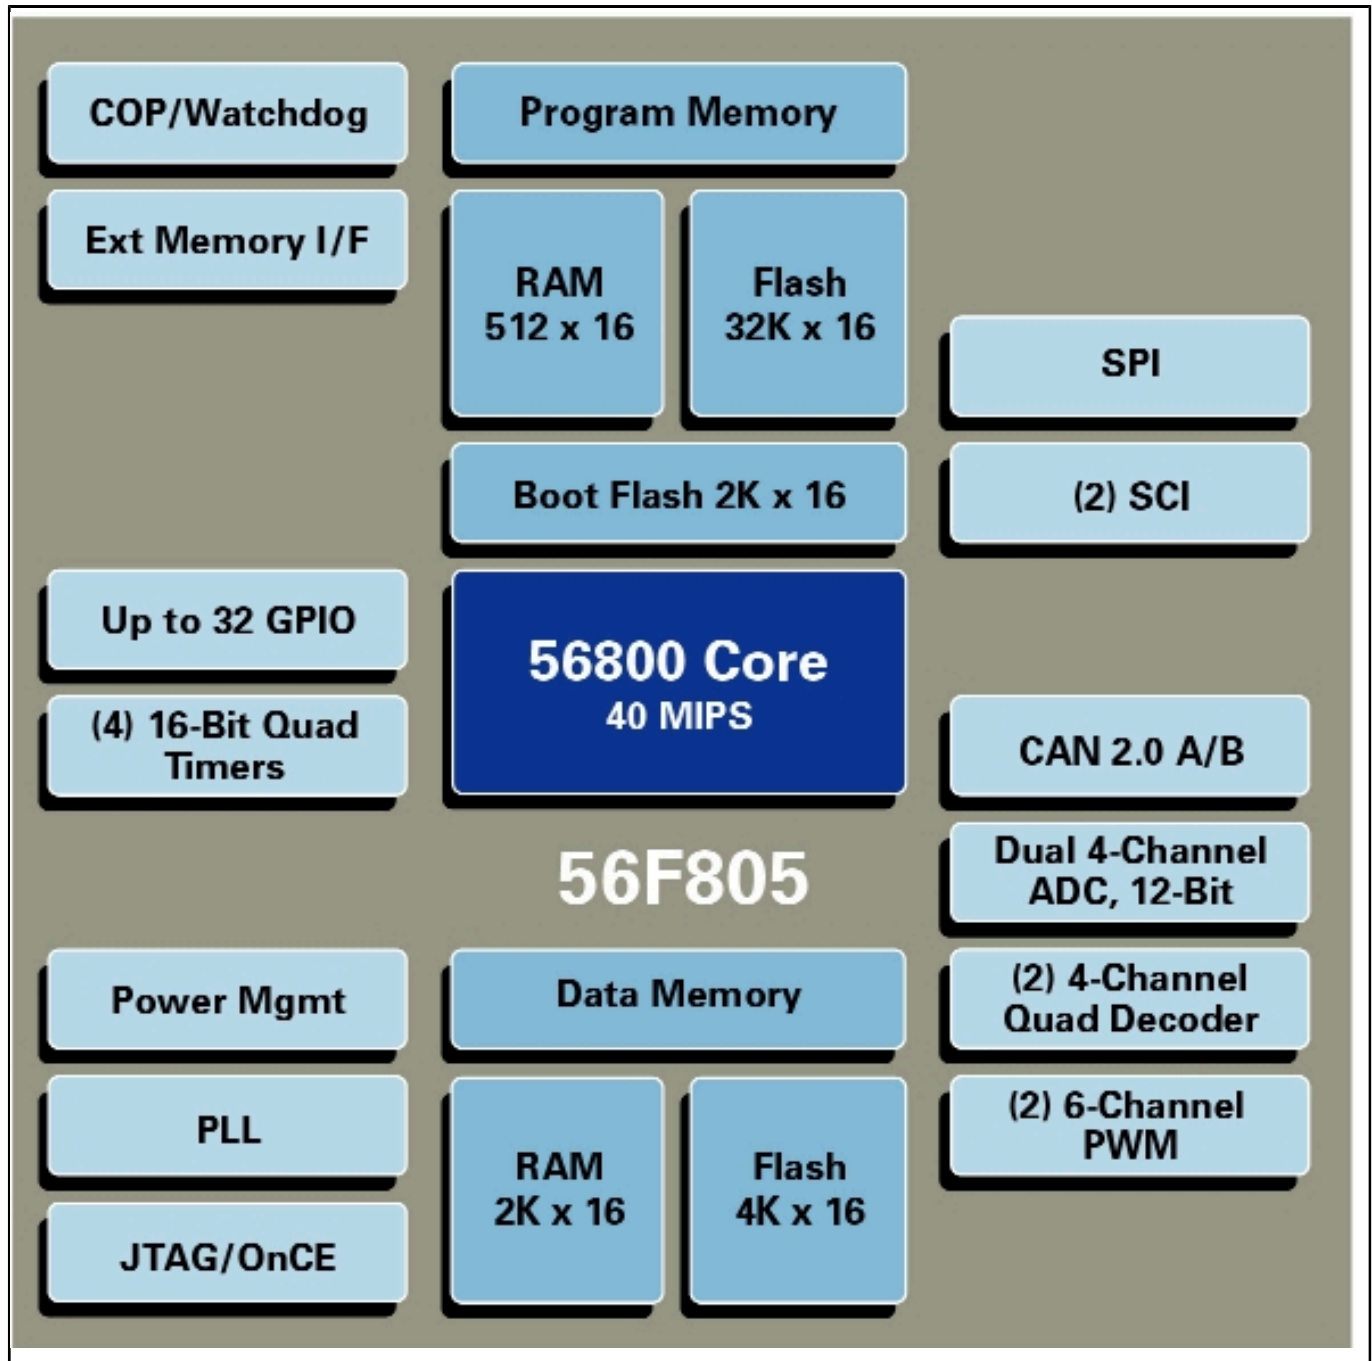 COP/Watchdog
Ext Memory I/F
Up to 32 GPIO
(4) 16-Bit Quad
Timers
Power Mgmt
PLL
JTAG/OnCE
Program Memory
RAM
512 x 16
Flash
32K x 16
Boot Flash 2K x 16
56800 Core
40 MIPS
56F805
Data Memory
RAM
2K x 16
Flash
4K x 16
SPI
(2) SCI
CAN 2.0 A/B
Dual 4-Channel
ADC, 12-Bit
(2) 4-Channel
Quad Decoder
(2) 6-Channel
PWM